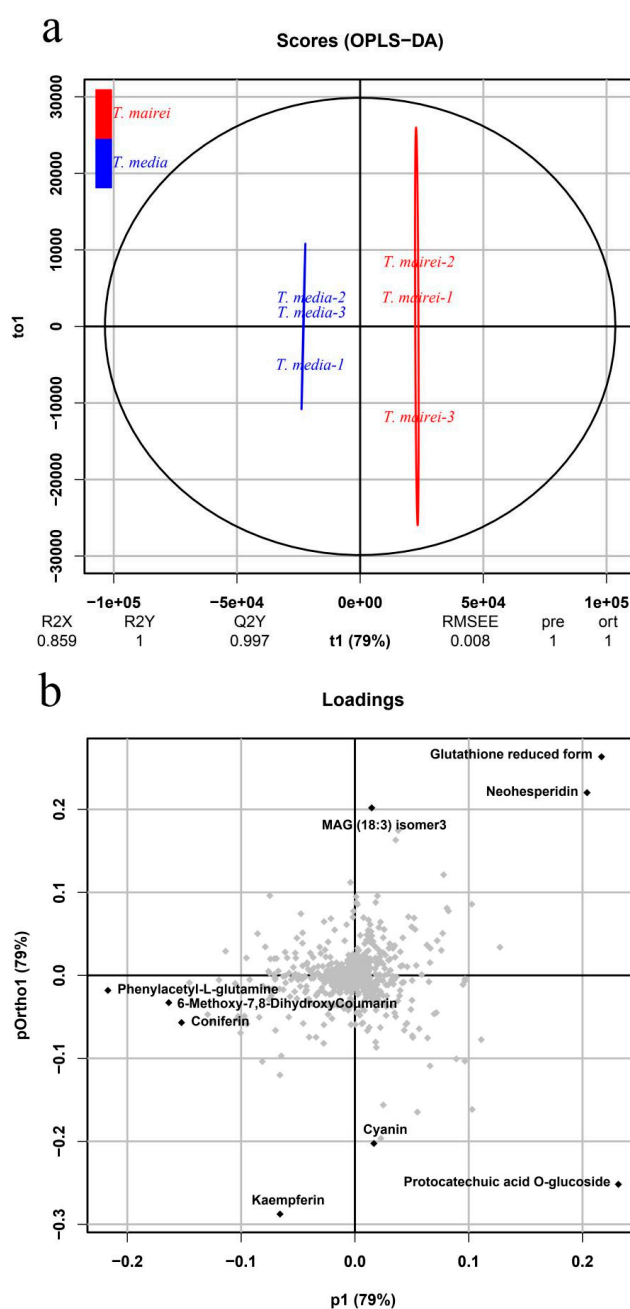 a
Scores (OPLS−DA)
T. mairei
T. media
30000
20000
10000
0
−10000
−20000
−30000
to1
T. mairei-2
T. media-2
T. mairei-1
T. media-3
T. media-1
T. mairei-3
−1e+05
−5e+04
0e+00
5e+04
1e+05
R2X
R2Y
Q2Y
RMSEE
pre
ort
0.859
1
0.997
t1 (79%)
0.008
1
1
b
Loadings
Glutathione reduced form
Neohesperidin
MAG (18:3) isomer3
Phenylacetyl-L-glutamine
6-Methoxy-7,8-DihydroxyCoumarin
Coniferin
Cyanin
Protocatechuic acid O-glucoside
Kaempferin
0.2
0.1
0.0
−0.1
−0.2
−0.3
pOrtho1 (79%)
−0.2
−0.1
0.0
0.1
0.2
p1 (79%)